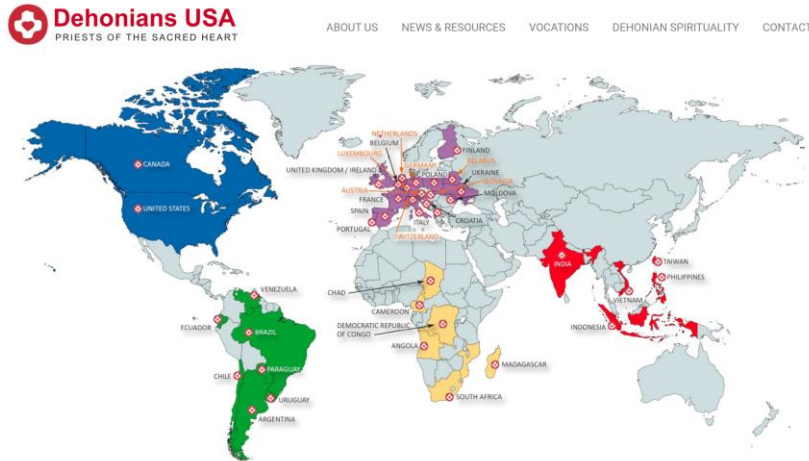 Dehonians USA
PRIESTS OF THE SACRED HEART
ABOUT US NEWS & RESOURCES VOCATIONS DEHONIAN SPIRITUALITY CONTACT
CANADA
UNITED STATES
VENEZUELA
ECUADOR
BRAZIL
PARAGUAY
CHILE
URUGUAY
ARGENTINA
NETHERLANDS
BELGIUM
LUXEMBOURG
FINLAND
GERMANY
BELARUS
UNITED KINGDOM / IRELAND
POLAND
UKRAINE
SLOVAKIA
AUSTRIA
MOLDOVA
FRANCE
SPAIN
CROATIA
ITALY
PORTUGAL
SWITZERLAND
CHAD
CAMEROON
DEMOCRATIC REPUBLIC
OF CONGO
ANGOLA
MADAGASCAR
SOUTH AFRICA
INDIA
TAIWAN
PHILIPPINES
VIETNAM
INDONESIA